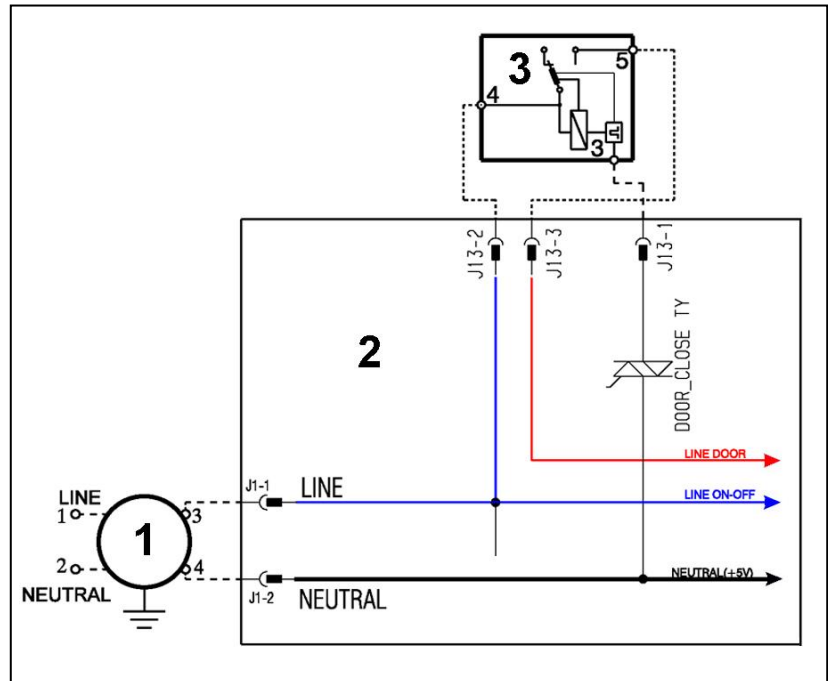 3
5
4
3
J13-2
J13-3
J13-1
2
DOOR_CLOSE TY
LINE DOOR
J1-1
LINE
LINE ON-OFF
LINE
1
3
1
2
4
NEUTRAL
NEUTRAL(+5V)
J1-2
NEUTRAL